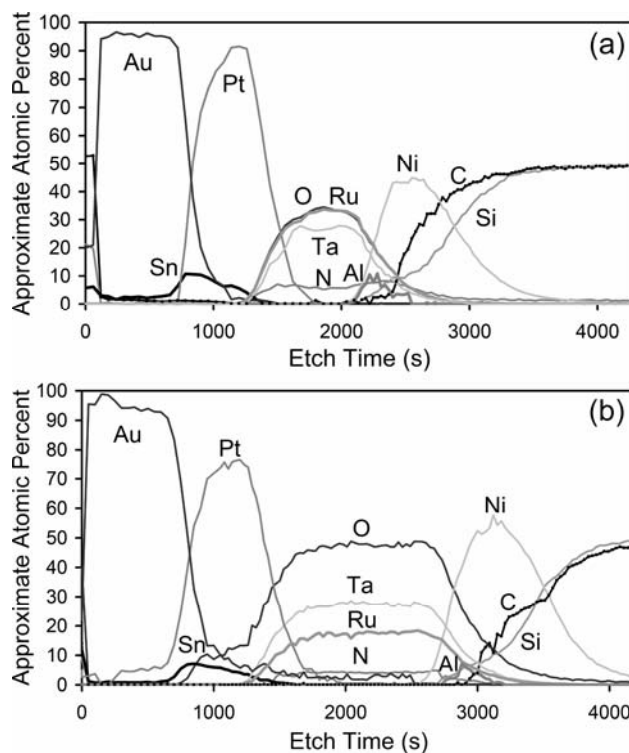 100
90
80
70
60
50
40
30
20
10
0
Approximate Atomic Percent
(a)
Au
Pt
Ni
O
Ru
C
Si
Ta
Sn
N
Al
0
1000
2000
3000
4000
Etch Time (s)
100
90
80
70
60
50
40
30
20
10
0
Approximate Atomic Percent
(b)
Au
Pt
Ni
O
Ta
Ru
C
Si
Sn
N
Al
0
1000
2000
3000
4000
Etch Time (s)